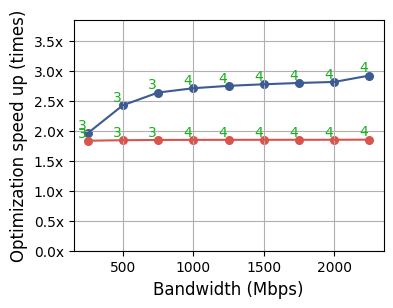 Optimization speed up (times)
3.5x
3.0x
2.5x
2.0x
1.5x
1.0x
0.5x
0.0x
3 3 3 4 4 4 4 4 4
3 3 3 4 4 4 4 4 4
500 1000 1500 2000
Bandwidth (Mbps)